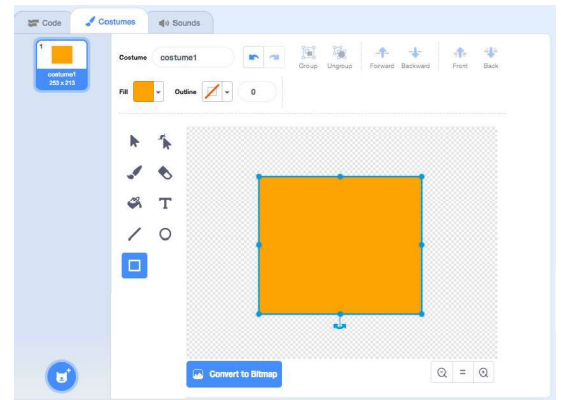 Code
Costumes
Sounds
1
costume1
253 x 213
Costume
costume1
Group
Ungroup
Forward
Backward
Front
Back
Fill
Outline
0
T
Convert to Bitmap